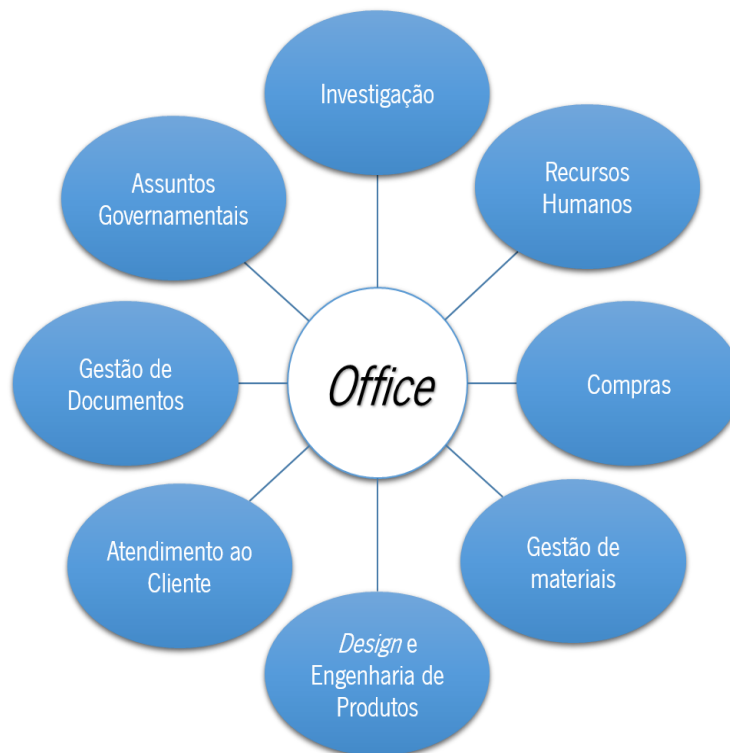 Investigação
Recursos
Humanos
Assuntos
Governamentais
Gestão de
Documentos
Office
Compras
Atendimento ao
Cliente
Gestão de
materiais
Design e
Engenharia de
Produtos